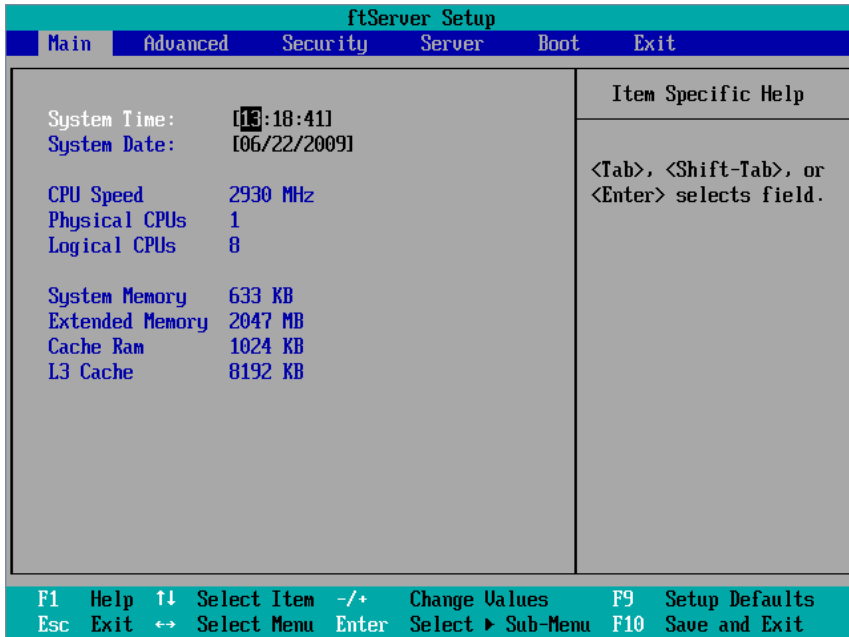 ftServer Setup
Main Advanced Security Server Boot Exit
System Time: [13:18:41]
System Date: [06/22/2009]
CPU Speed 2930 MHz
Physical CPUs 1
Logical CPUs 8
System Memory 633 KB
Extended Memory 2047 MB
Cache Ram 1024 KB
L3 Cache 8192 KB
Item Specific Help
<Tab>, <Shift-Tab>, or
<Enter> selects field.
F1 Help ↑↓ Select Item -/+ Change Values F9 Setup Defaults
Esc Exit ↔ Select Menu Enter Select ▶ Sub-Menu F10 Save and Exit